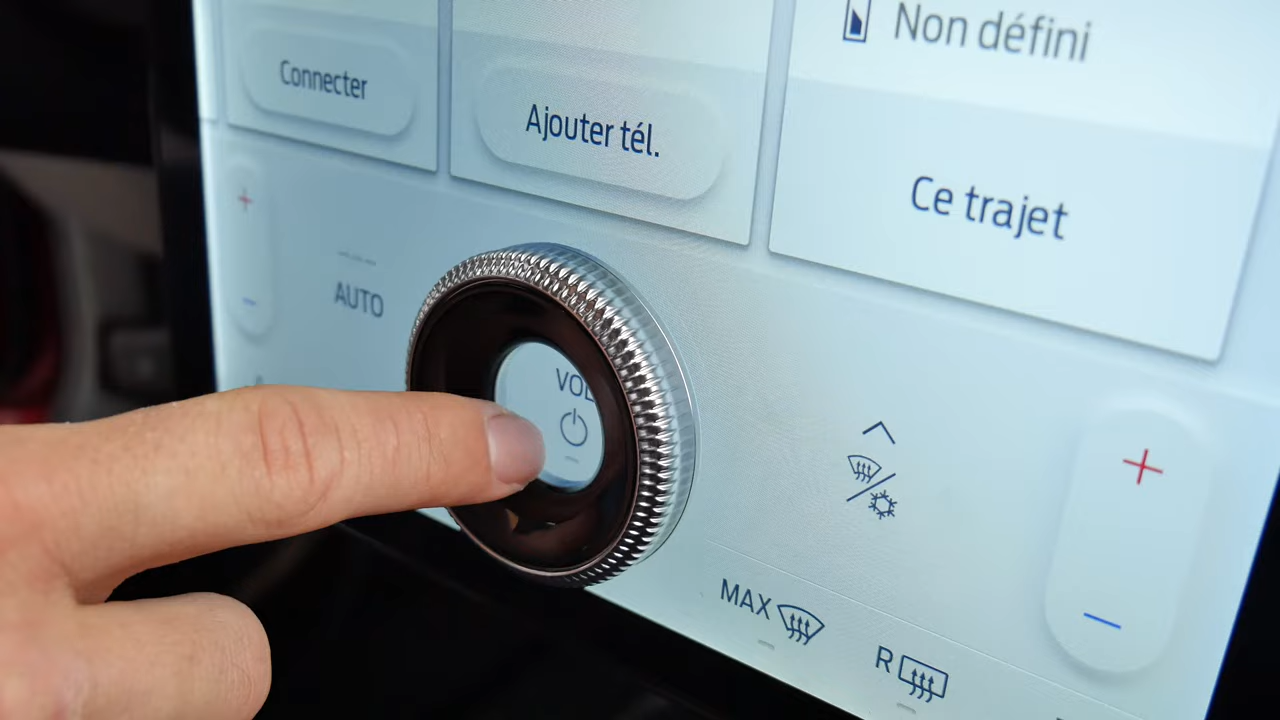 Non défini
Connecter
Ajouter tél.
Ce trajet
AUTO
VOL
MAX
R